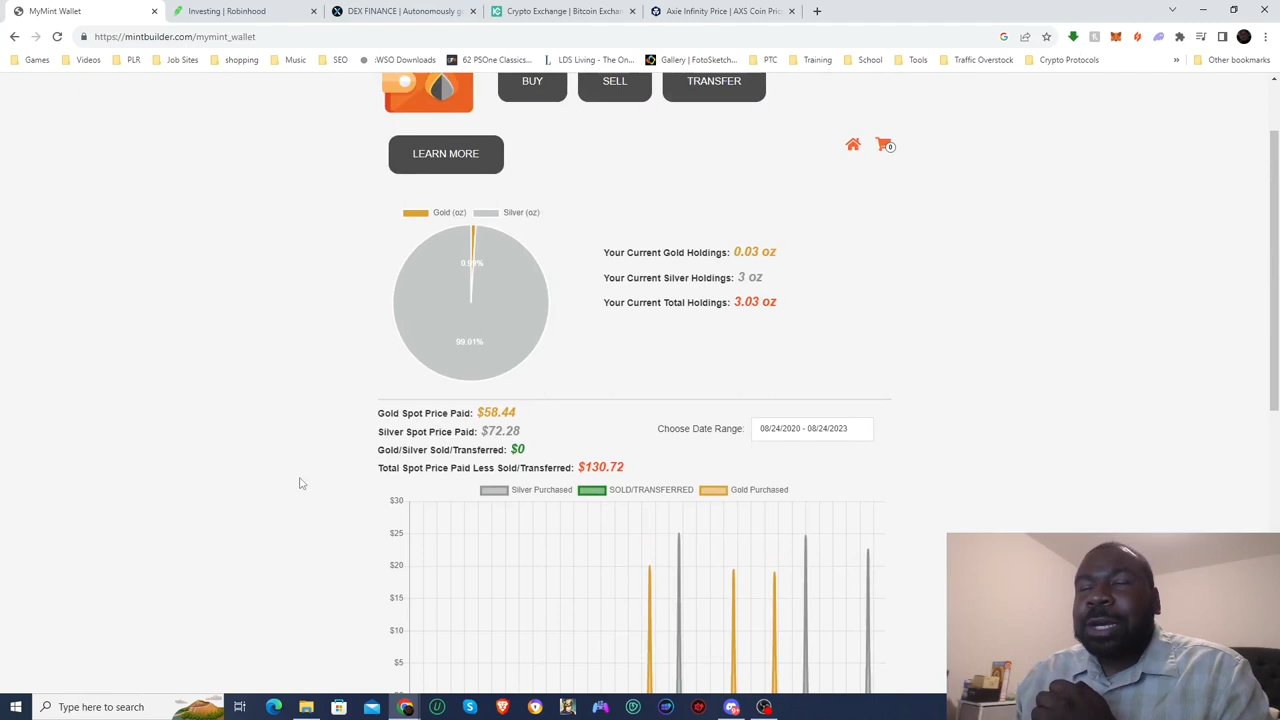 MyMint Wallet
Investing | Robinhood
DEX FINANCE | Autonomously g
Crypto Exchange | Bitcoin Exchan
Axie Infinity Price | AXS Coin Pric
https://mintbuilder.com/mymint_wallet
Games
Videos
PLR
Job Sites
shopping
Music
SEO
:WSO Downloads
62 PSOne Classics...
LDS Living - The On...
Gallery | FotoSketch...
PTC
Training
School
Tools
Traffic Overstock
Crypto Protocols
»
Other bookmarks
BUY
SELL
TRANSFER
LEARN MORE
0
Gold (oz)
Silver (oz)
99.01%
Your Current Gold Holdings: 0.03 oz
Your Current Silver Holdings: 3 oz
Your Current Total Holdings: 3.03 oz
Gold Spot Price Paid: $58.44
Silver Spot Price Paid: $72.28
Gold/Silver Sold/Transferred: $0
Total Spot Price Paid Less Sold/Transferred: $130.72
Choose Date Range: 08/24/2020 - 08/24/2023
Silver Purchased
SOLD/TRANSFERRED
Gold Purchased
$30
$25
$20
$15
$10
$5
Type here to search